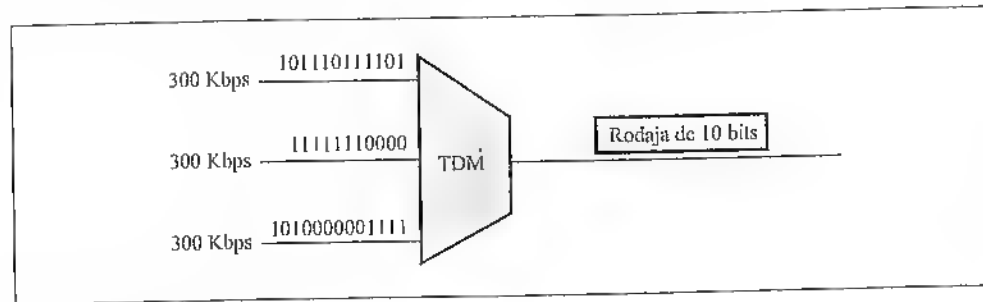 101110111101
300 Kbps
11111110000
300 Kbps
TDM
Rodaja de 10 bits
1010000001111
300 Kbps